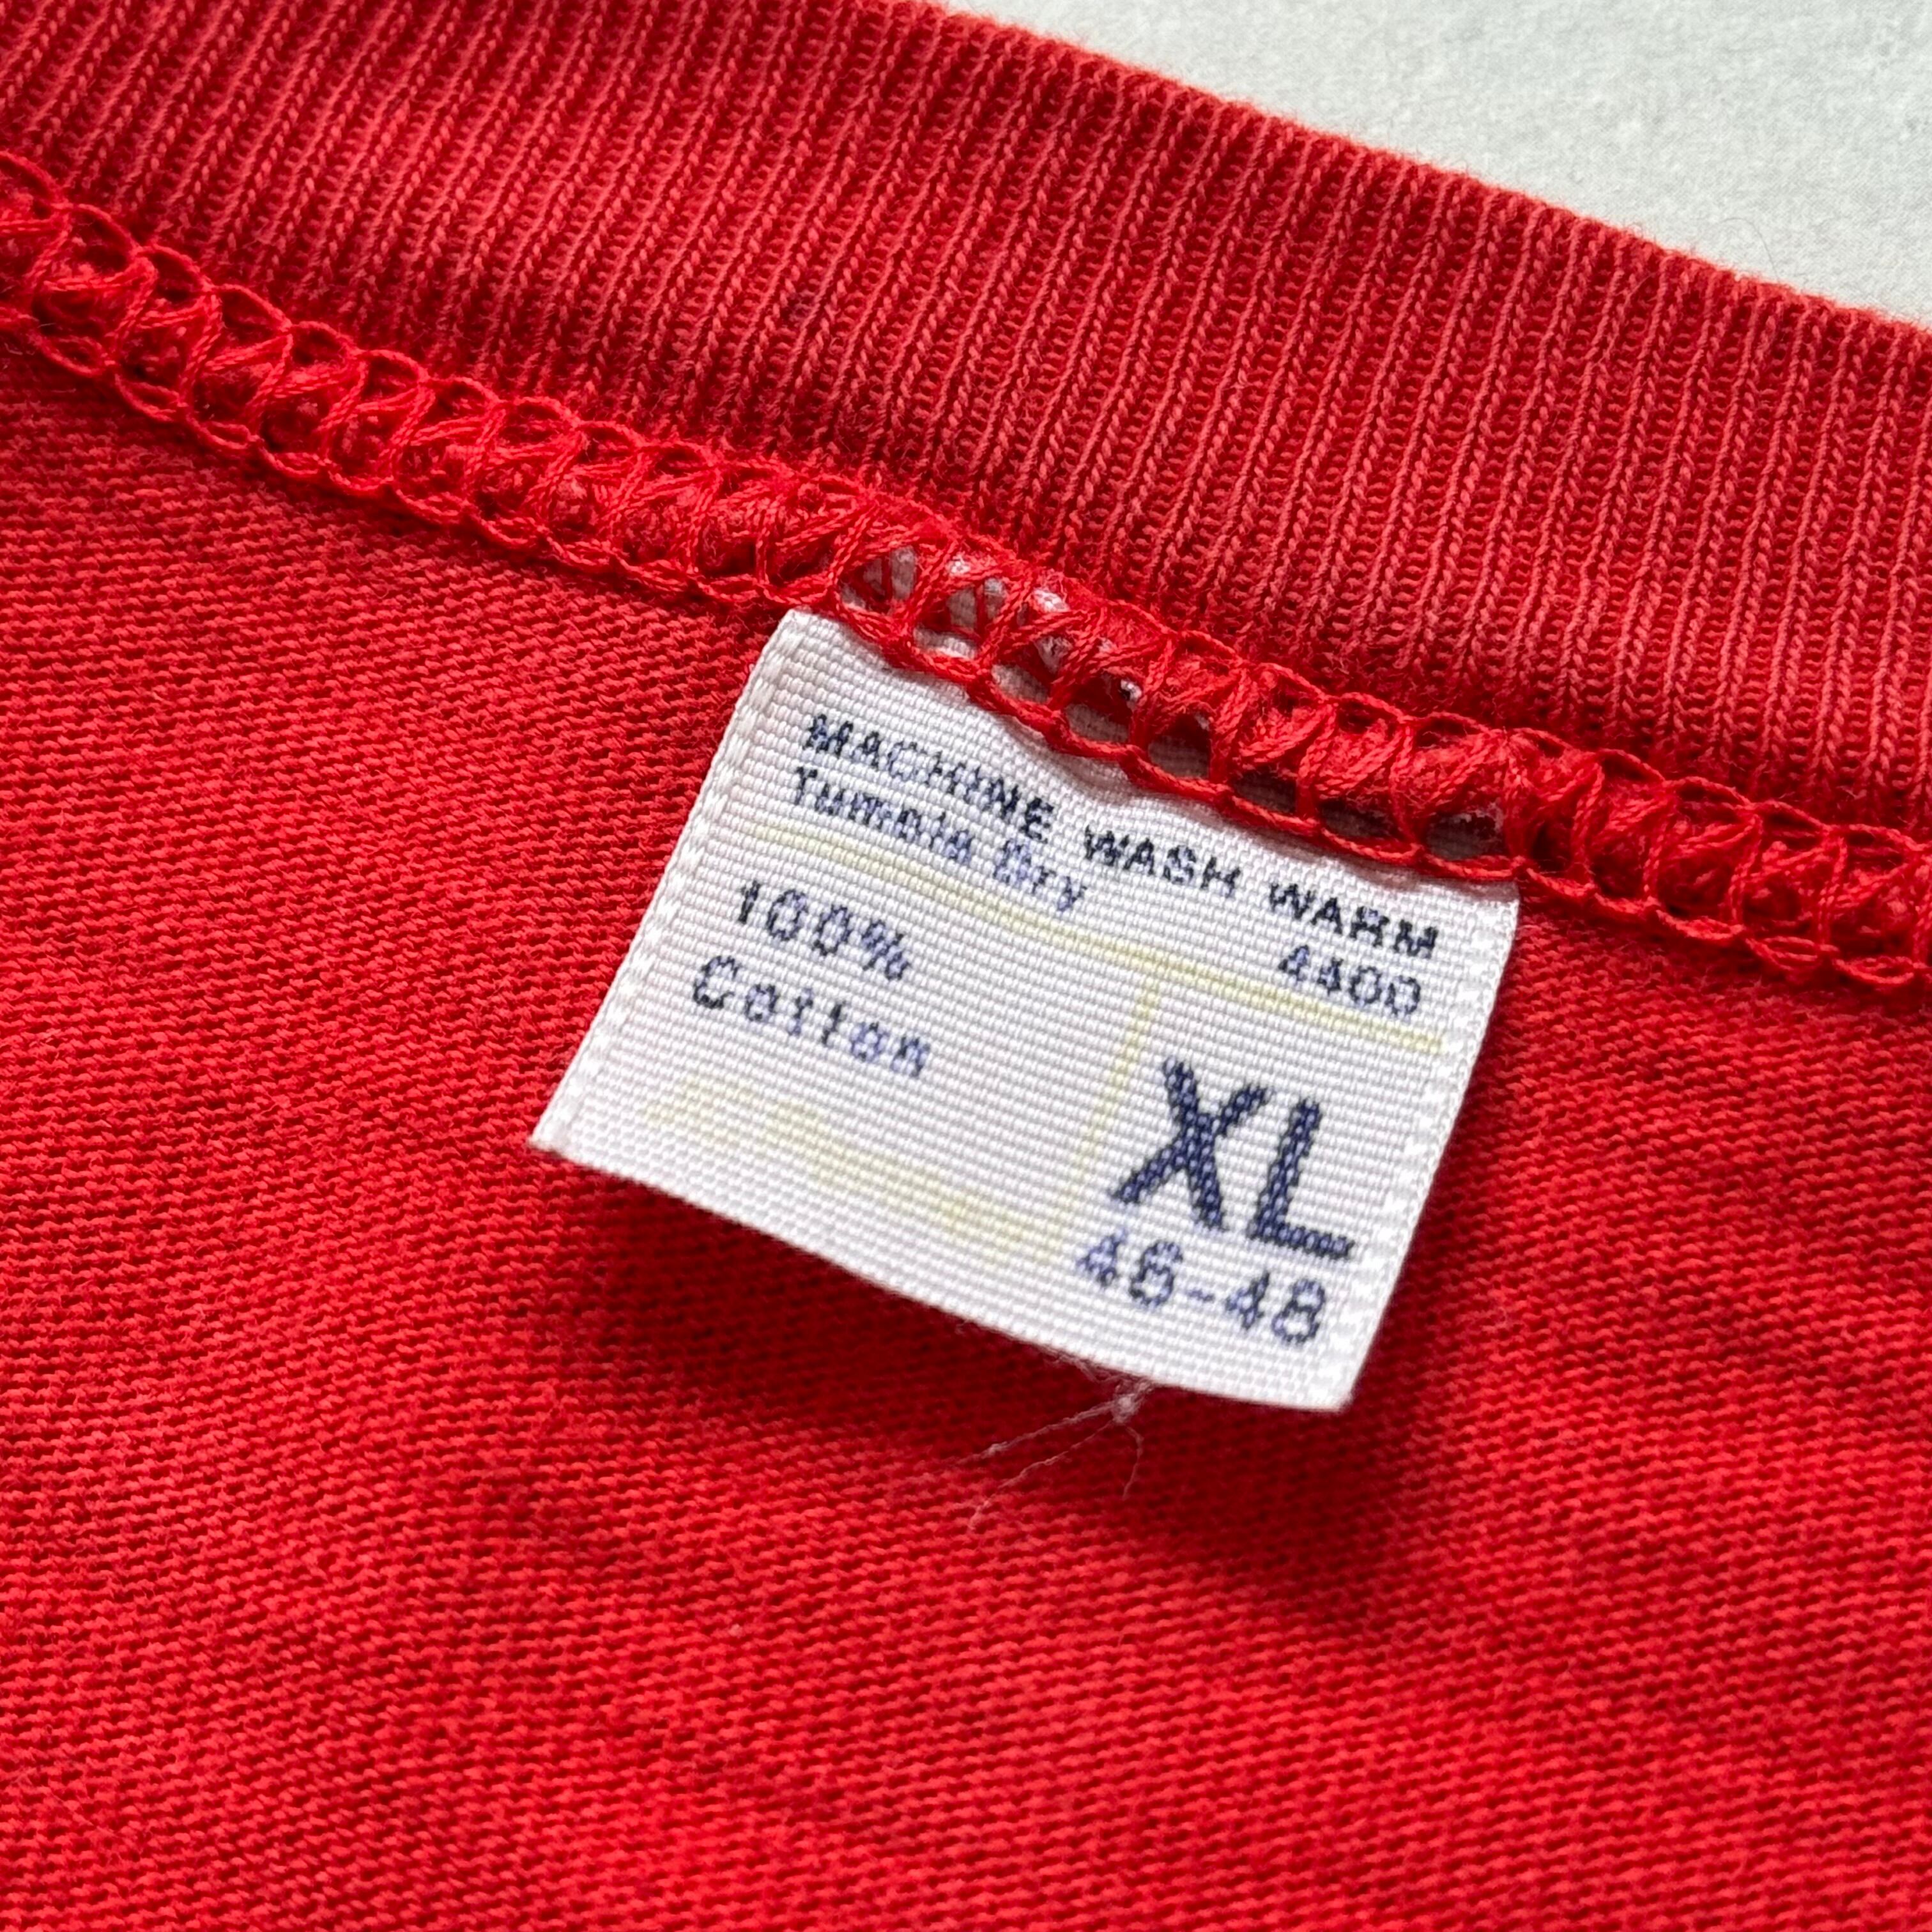 MACHINE WASH WARM
Tumble Dry
4400
100%
Cotton
XL
46-48